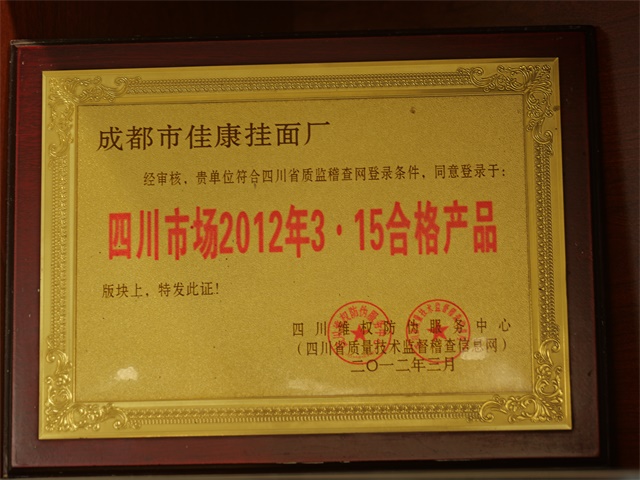 成都市佳康挂面厂
经审核，贵单位符合四川省质监稽查网登录条件，同意登录于：
四川市场2012年3·15合格产品
版块上，特发此证！
四川维权防伪服务中心
（四川省质量技术监督稽查信息网）
二〇一二年三月